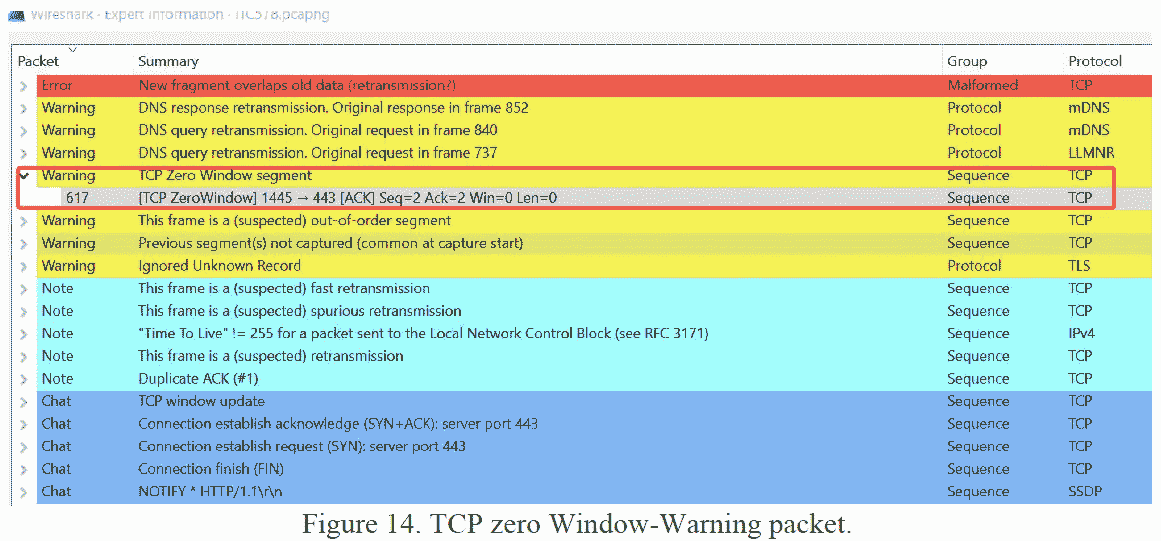 Wireshark · Expert Information · ITC578.pcapng
Packet Summary Group Protocol
Error New fragment overlaps old data (retransmission?) Malformed TCP
Warning DNS response retransmission. Original response in frame 852 Protocol mDNS
Warning DNS query retransmission. Original request in frame 840 Protocol mDNS
Warning DNS query retransmission. Original request in frame 737 Protocol LLMNR
Warning TCP Zero Window segment Sequence TCP
617 [TCP ZeroWindow] 1445 → 443 [ACK] Seq=2 Ack=2 Win=0 Len=0 Sequence TCP
Warning This frame is a (suspected) out-of-order segment Sequence TCP
Warning Previous segment(s) not captured (common at capture start) Sequence TCP
Warning Ignored Unknown Record Protocol TLS
Note This frame is a (suspected) fast retransmission Sequence TCP
Note This frame is a (suspected) spurious retransmission Sequence TCP
Note "Time To Live" != 255 for a packet sent to the Local Network Control Block (see RFC 3171) Sequence IPv4
Note This frame is a (suspected) retransmission Sequence TCP
Note Duplicate ACK (#1) Sequence TCP
Chat TCP window update Sequence TCP
Chat Connection establish acknowledge (SYN+ACK): server port 443 Sequence TCP
Chat Connection establish request (SYN): server port 443 Sequence TCP
Chat Connection finish (FIN) Sequence TCP
Chat NOTIFY * HTTP/1.1\r\n Sequence SSDP
Figure 14. TCP zero Window-Warning packet.